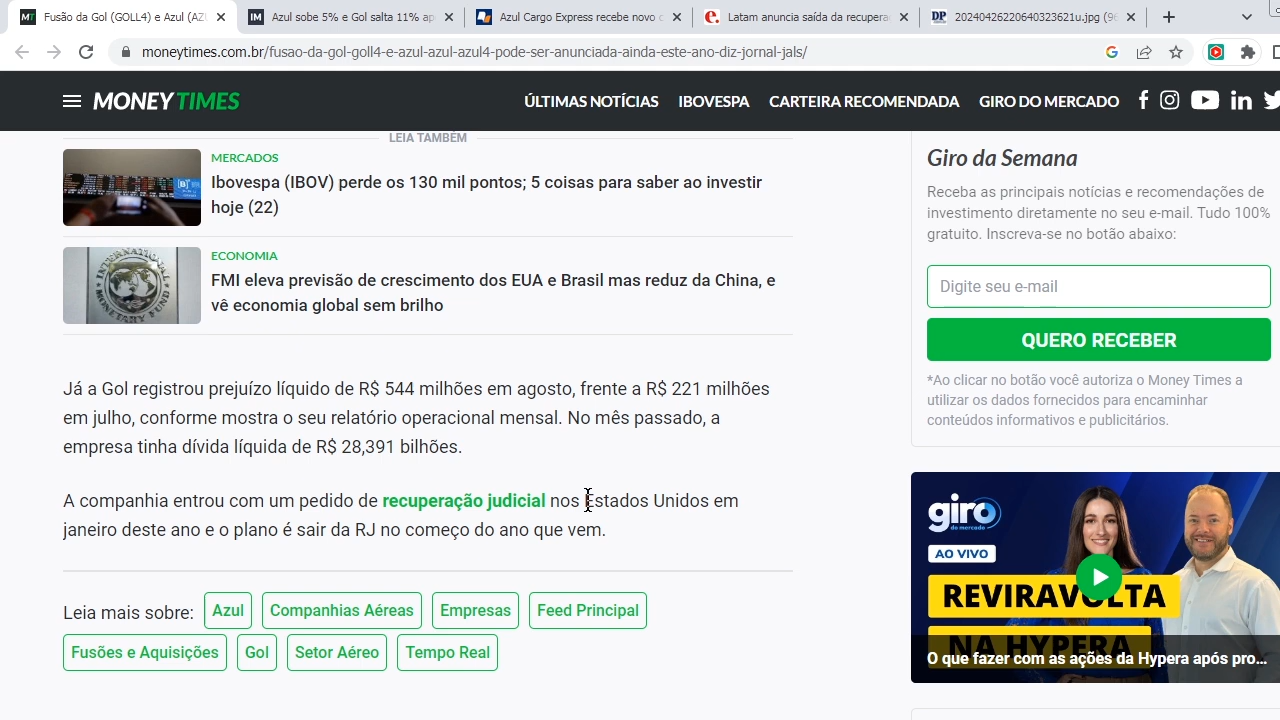 Fusão da Gol (GOLL4) e Azul (AZ
Azul sobe 5% e Gol salta 11% ap
Azul Cargo Express recebe novo c
Latam anuncia saída da recupera
20240426220640323621u.jpg (96
moneytimes.com.br/fusao-da-gol-goll4-e-azul-azul-azul4-pode-ser-anunciada-ainda-este-ano-diz-jornal-jals/
MONEY TIMES
ÚLTIMAS NOTÍCIAS IBOVESPA CARTEIRA RECOMENDADA GIRO DO MERCADO
LEIA TAMBÉM
MERCADOS
Ibovespa (IBOV) perde os 130 mil pontos; 5 coisas para saber ao investir
hoje (22)
ECONOMIA
FMI eleva previsão de crescimento dos EUA e Brasil mas reduz da China, e
vê economia global sem brilho
Já a Gol registrou prejuízo líquido de R$ 544 milhões em agosto, frente a R$ 221 milhões
em julho, conforme mostra o seu relatório operacional mensal. No mês passado, a
empresa tinha dívida líquida de R$ 28,391 bilhões.
A companhia entrou com um pedido de recuperação judicial nos Estados Unidos em
janeiro deste ano e o plano é sair da RJ no começo do ano que vem.
Leia mais sobre: Azul Companhias Aéreas Empresas Feed Principal
Fusões e Aquisições Gol Setor Aéreo Tempo Real
Giro da Semana
Receba as principais notícias e recomendações de
investimento diretamente no seu e-mail. Tudo 100%
gratuito. Inscreva-se no botão abaixo:
Digite seu e-mail
QUERO RECEBER
*Ao clicar no botão você autoriza o Money Times a
utilizar os dados fornecidos para encaminhar
conteúdos informativos e publicitários.
giro
do mercado
AO VIVO
REVIRAVOLTA
NA HYPERA
O que fazer com as ações da Hypera após pro...